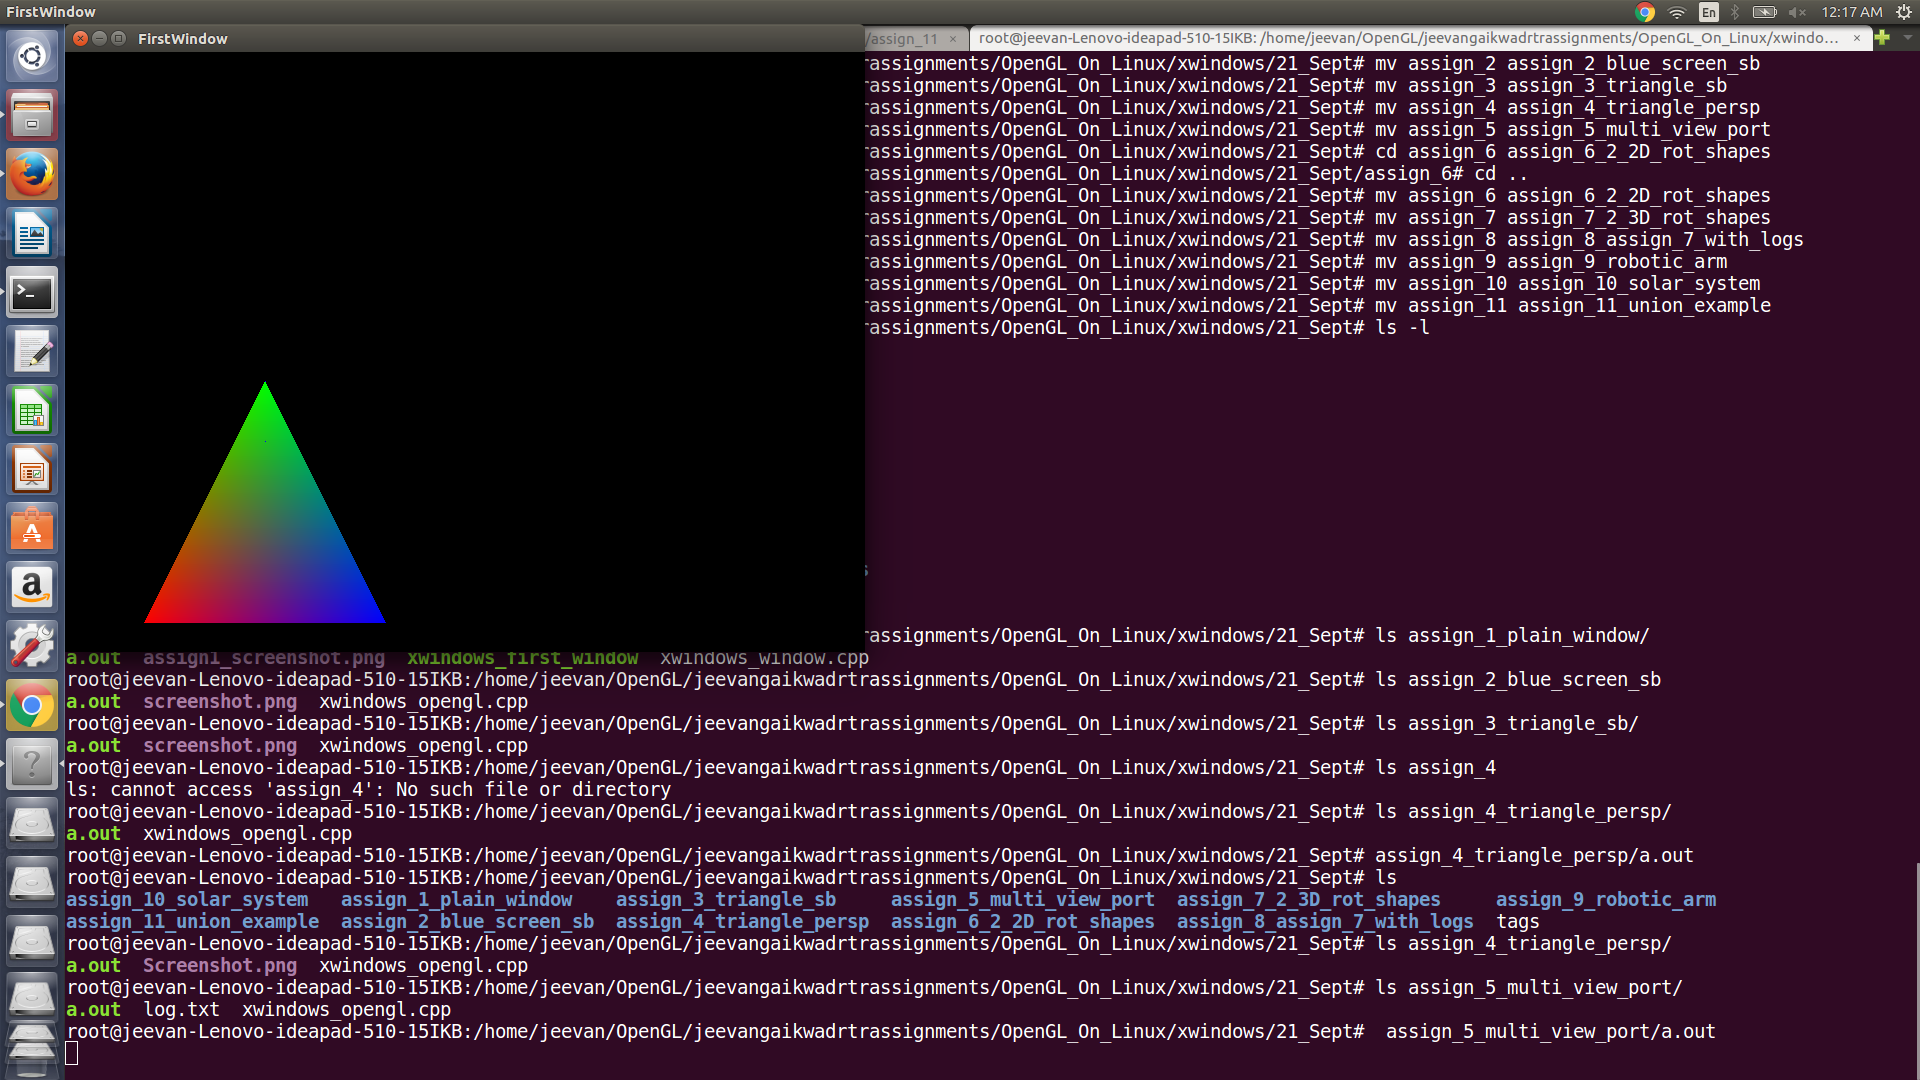 FirstWindow
En
12:17 AM
FirstWindow
/assign_11 ×
root@jeevan-Lenovo-ideapad-510-15IKB: /home/jeevan/OpenGL/jeevangaikwadrtrassignments/OpenGL_On_Linux/xwindo... ×
rassignments/OpenGL_On_Linux/xwindows/21_Sept# mv assign_2 assign_2_blue_screen_sb
rassignments/OpenGL_On_Linux/xwindows/21_Sept# mv assign_3 assign_3_triangle_sb
rassignments/OpenGL_On_Linux/xwindows/21_Sept# mv assign_4 assign_4_triangle_persp
rassignments/OpenGL_On_Linux/xwindows/21_Sept# mv assign_5 assign_5_multi_view_port
rassignments/OpenGL_On_Linux/xwindows/21_Sept# cd assign_6 assign_6_2_2D_rot_shapes
rassignments/OpenGL_On_Linux/xwindows/21_Sept/assign_6# cd ..
rassignments/OpenGL_On_Linux/xwindows/21_Sept# mv assign_6 assign_6_2_2D_rot_shapes
rassignments/OpenGL_On_Linux/xwindows/21_Sept# mv assign_7 assign_7_2_3D_rot_shapes
rassignments/OpenGL_On_Linux/xwindows/21_Sept# mv assign_8 assign_8_assign_7_with_logs
rassignments/OpenGL_On_Linux/xwindows/21_Sept# mv assign_9 assign_9_robotic_arm
rassignments/OpenGL_On_Linux/xwindows/21_Sept# mv assign_10 assign_10_solar_system
rassignments/OpenGL_On_Linux/xwindows/21_Sept# mv assign_11 assign_11_union_example
rassignments/OpenGL_On_Linux/xwindows/21_Sept# ls -l
s
rassignments/OpenGL_On_Linux/xwindows/21_Sept# ls assign_1_plain_window/
a.out assign1_screenshot.png xwindows_first_window xwindows_window.cpp
root@jeevan-Lenovo-ideapad-510-15IKB:/home/jeevan/OpenGL/jeevangaikwadrtrassignments/OpenGL_On_Linux/xwindows/21_Sept# ls assign_2_blue_screen_sb
a.out screenshot.png xwindows_opengl.cpp
root@jeevan-Lenovo-ideapad-510-15IKB:/home/jeevan/OpenGL/jeevangaikwadrtrassignments/OpenGL_On_Linux/xwindows/21_Sept# ls assign_3_triangle_sb/
a.out screenshot.png xwindows_opengl.cpp
root@jeevan-Lenovo-ideapad-510-15IKB:/home/jeevan/OpenGL/jeevangaikwadrtrassignments/OpenGL_On_Linux/xwindows/21_Sept# ls assign_4
ls: cannot access 'assign_4': No such file or directory
root@jeevan-Lenovo-ideapad-510-15IKB:/home/jeevan/OpenGL/jeevangaikwadrtrassignments/OpenGL_On_Linux/xwindows/21_Sept# ls assign_4_triangle_persp/
a.out xwindows_opengl.cpp
root@jeevan-Lenovo-ideapad-510-15IKB:/home/jeevan/OpenGL/jeevangaikwadrtrassignments/OpenGL_On_Linux/xwindows/21_Sept# assign_4_triangle_persp/a.out
root@jeevan-Lenovo-ideapad-510-15IKB:/home/jeevan/OpenGL/jeevangaikwadrtrassignments/OpenGL_On_Linux/xwindows/21_Sept# ls
assign_10_solar_system assign_1_plain_window assign_3_triangle_sb assign_5_multi_view_port assign_7_2_3D_rot_shapes assign_9_robotic_arm
assign_11_union_example assign_2_blue_screen_sb assign_4_triangle_persp assign_6_2_2D_rot_shapes assign_8_assign_7_with_logs tags
root@jeevan-Lenovo-ideapad-510-15IKB:/home/jeevan/OpenGL/jeevangaikwadrtrassignments/OpenGL_On_Linux/xwindows/21_Sept# ls assign_4_triangle_persp/
a.out Screenshot.png xwindows_opengl.cpp
root@jeevan-Lenovo-ideapad-510-15IKB:/home/jeevan/OpenGL/jeevangaikwadrtrassignments/OpenGL_On_Linux/xwindows/21_Sept# ls assign_5_multi_view_port/
a.out log.txt xwindows_opengl.cpp
root@jeevan-Lenovo-ideapad-510-15IKB:/home/jeevan/OpenGL/jeevangaikwadrtrassignments/OpenGL_On_Linux/xwindows/21_Sept# assign_5_multi_view_port/a.out